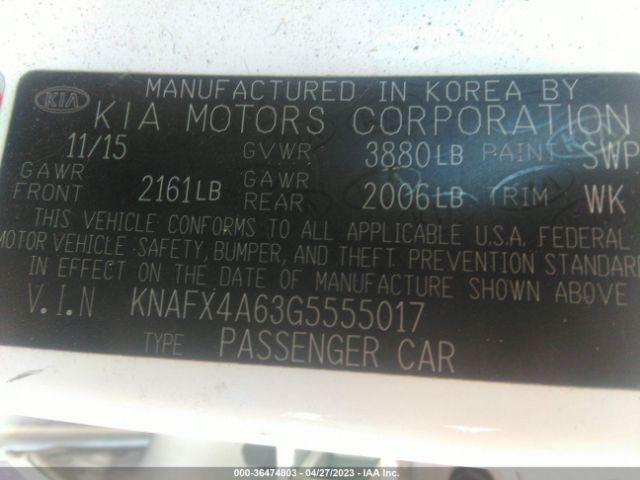 KIA
MANUFACTURED IN KOREA BY
KIA MOTORS CORPORATION
11/15 GVWR 3880LB PAINT SWP
GAWR FRONT 2161LB GAWR REAR 2006LB TRIM WK
THIS VEHICLE CONFORMS TO ALL APPLICABLE U.S.A. FEDERAL
MOTOR VEHICLE SAFETY, BUMPER, AND THEFT PREVENTION STANDARD
IN EFFECT ON THE DATE OF MANUFACTURE SHOWN ABOVE
V.I.N KNAFX4A63G5555017
TYPE PASSENGER CAR
000-36474803 - 04/27/2023 - IAA Inc.